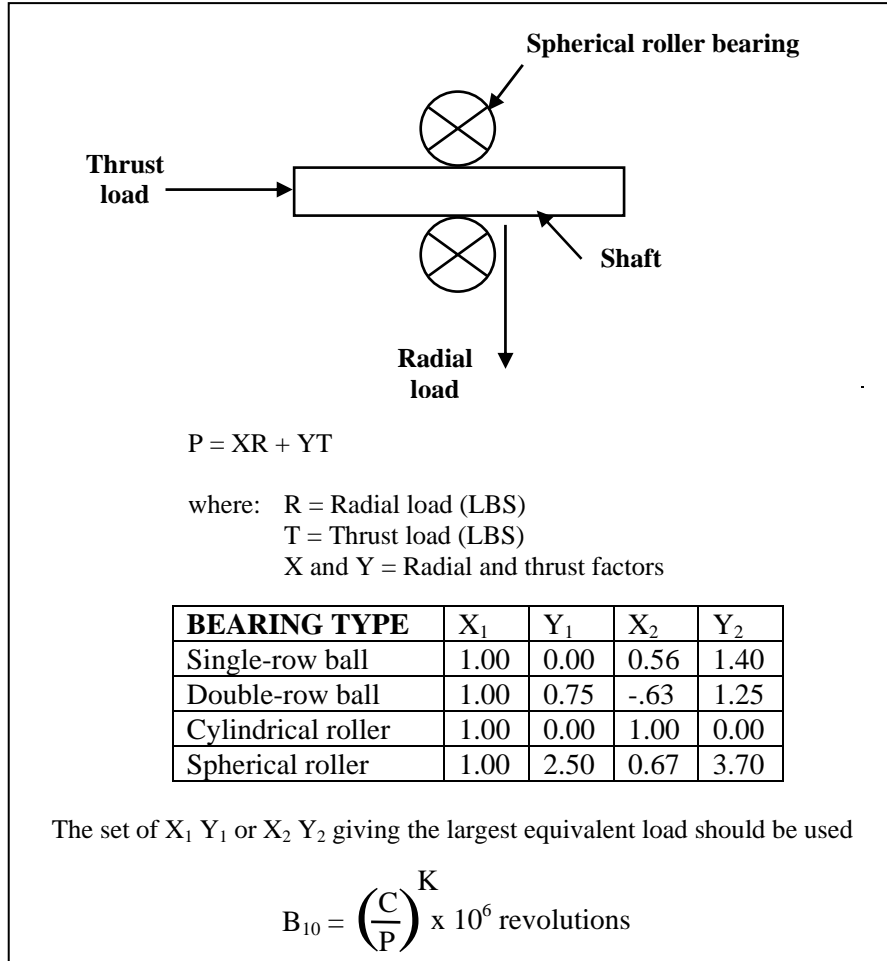 Spherical roller bearing
Thrust
load
Shaft
Radial
load
P = XR + YT
where: R = Radial load (LBS)
T = Thrust load (LBS)
X and Y = Radial and thrust factors
BEARING TYPE X₁ Y₁ X₂ Y₂
Single-row ball 1.00 0.00 0.56 1.40
Double-row ball 1.00 0.75 -.63 1.25
Cylindrical roller 1.00 0.00 1.00 0.00
Spherical roller 1.00 2.50 0.67 3.70
The set of X₁ Y₁ or X₂ Y₂ giving the largest equivalent load should be used
B₁₀ = (C/P)^K x 10⁶ revolutions